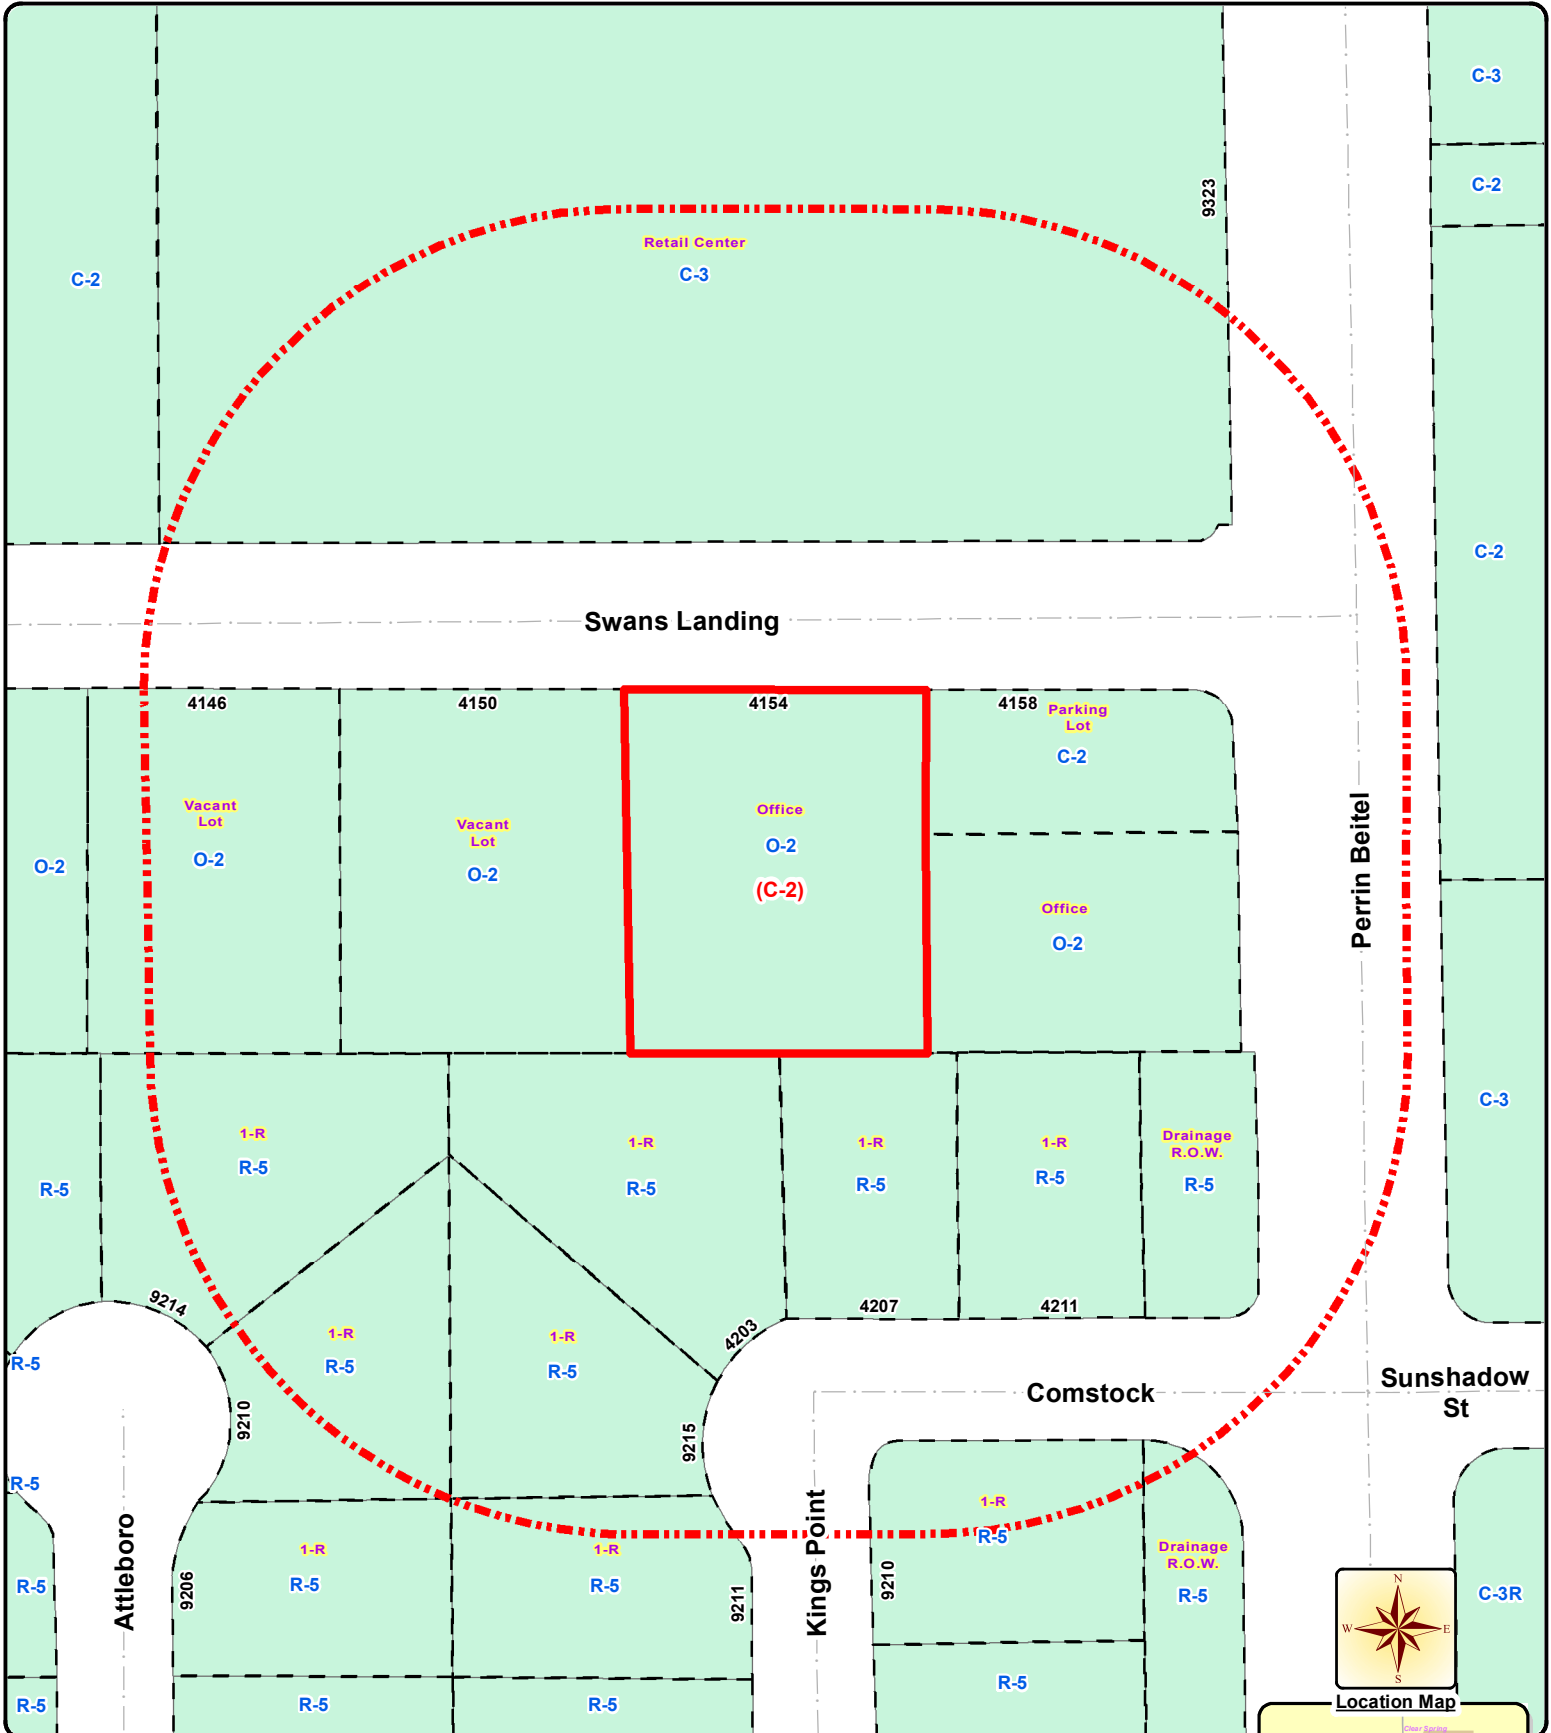 C-3
C-2
9323
Retail Center
C-3
C-2
C-2
Swans Landing
4146
4150
4154
4158
Parking
Lot
C-2
Vacant
Lot
O-2
Vacant
Lot
O-2
Office
O-2
(C-2)
O-2
Office
O-2
Perrin Beitel
C-3
1-R
R-5
1-R
R-5
1-R
R-5
1-R
R-5
Drainage
R.O.W.
R-5
R-5
9214
4203
4207
4211
1-R
R-5
1-R
R-5
R-5
Comstock
Sunshadow
St
9210
9215
R-5
1-R
R-5
1-R
R-5
1-R
R-5
Drainage
R.O.W.
R-5
R-5
Attleboro
9206
9211
Kings Point
9210
C-3R
N
W
E
S
R-5
R-5
R-5
R-5
Location Map
Clear Spring